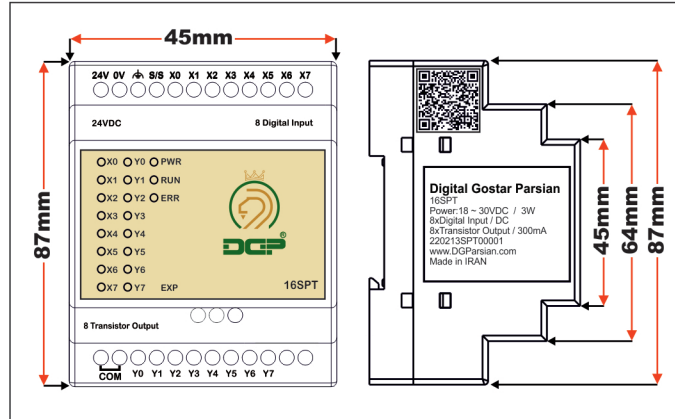 45mm
24V 0V S/S X0 X1 X2 X3 X4 X5 X6 X7
24VDC 8 Digital Input
X0 Y0 PWR
X1 Y1 RUN
X2 Y2 ERR
X3 Y3
X4 Y4
X5 Y5
X6 Y6
X7 Y7 EXP
DGP®
16SPT
8 Transistor Output
COM Y0 Y1 Y2 Y3 Y4 Y5 Y6 Y7
87mm
Digital Gostar Parsian
16SPT
Power:18 ~ 30VDC / 3W
8xDigital Input / DC
8xTransistor Output / 300mA
220213SPT00001
www.DGParsian.com
Made in IRAN
45mm
64mm
87mm